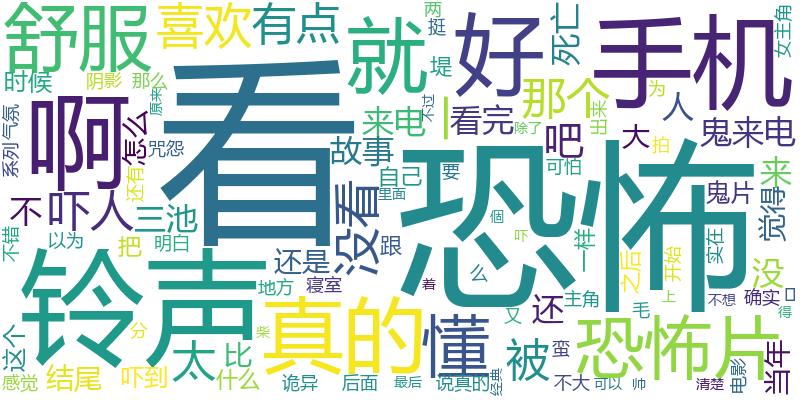 舒服
喜欢
有点
就
好
死亡
手机
两
挺
堤
女主角
时候
阴影
那么
原来
看
啊
怎么
系列
气氛
咒怨
还有
来电
看完
那个
除了
不过
来
丑
为
人
拍
鬼来电
故事
吧
大
可怕
自己
要
里面
恐怖
不
吓人
三池
没看
鬼片
觉得
来
不错
以为
把
明白
还是
跟
個
一样
之后
开始
实在
没
铃声
地方
寝室
着
么
主角
上
不想
确实
得
真的
懂
又
还
毛
恐怖片
当年
这个
分
柴
太
比
被
蛮
感觉
结尾
吓到
什么
诡异
后面
最后
说真的
经典
不大
可以
帅
清楚
电影